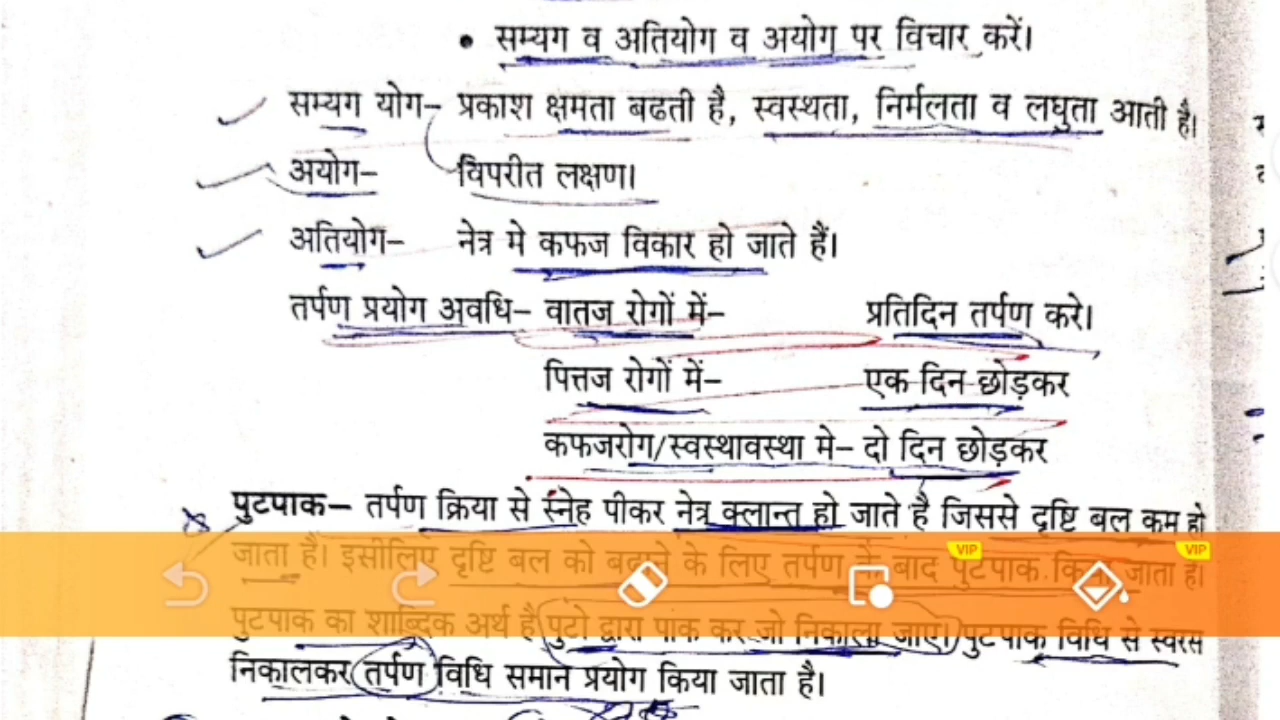 • सम्यग व अतियोग व अयोग पर विचार करें।
सम्यग योग– प्रकाश क्षमता बढती है, स्वस्थता, निर्मलता व लघुता आती है।
अयोग– विपरीत लक्षण।
अतियोग– नेत्र मे कफज विकार हो जाते हैं।
तर्पण प्रयोग अवधि– वातज रोगों में– प्रतिदिन तर्पण करे।
पित्तज रोगों में– एक दिन छोड़कर
कफजरोग/स्वस्थावस्था मे– दो दिन छोड़कर
पुटपाक– तर्पण क्रिया से स्नेह पीकर नेत्र क्लान्त हो जाते है जिससे दृष्टि बल कम हो
जाता है। इसीलिए दृष्टि बल को बढाने के लिए तर्पण के बाद पुटपाक किया जाता है।
VIP VIP
पुटपाक का शाब्दिक अर्थ है पुटो द्वारा पाक कर जो निकाला जाए। पुटपाक विधि से स्वरस
निकालकर तर्पण विधि समान प्रयोग किया जाता है।